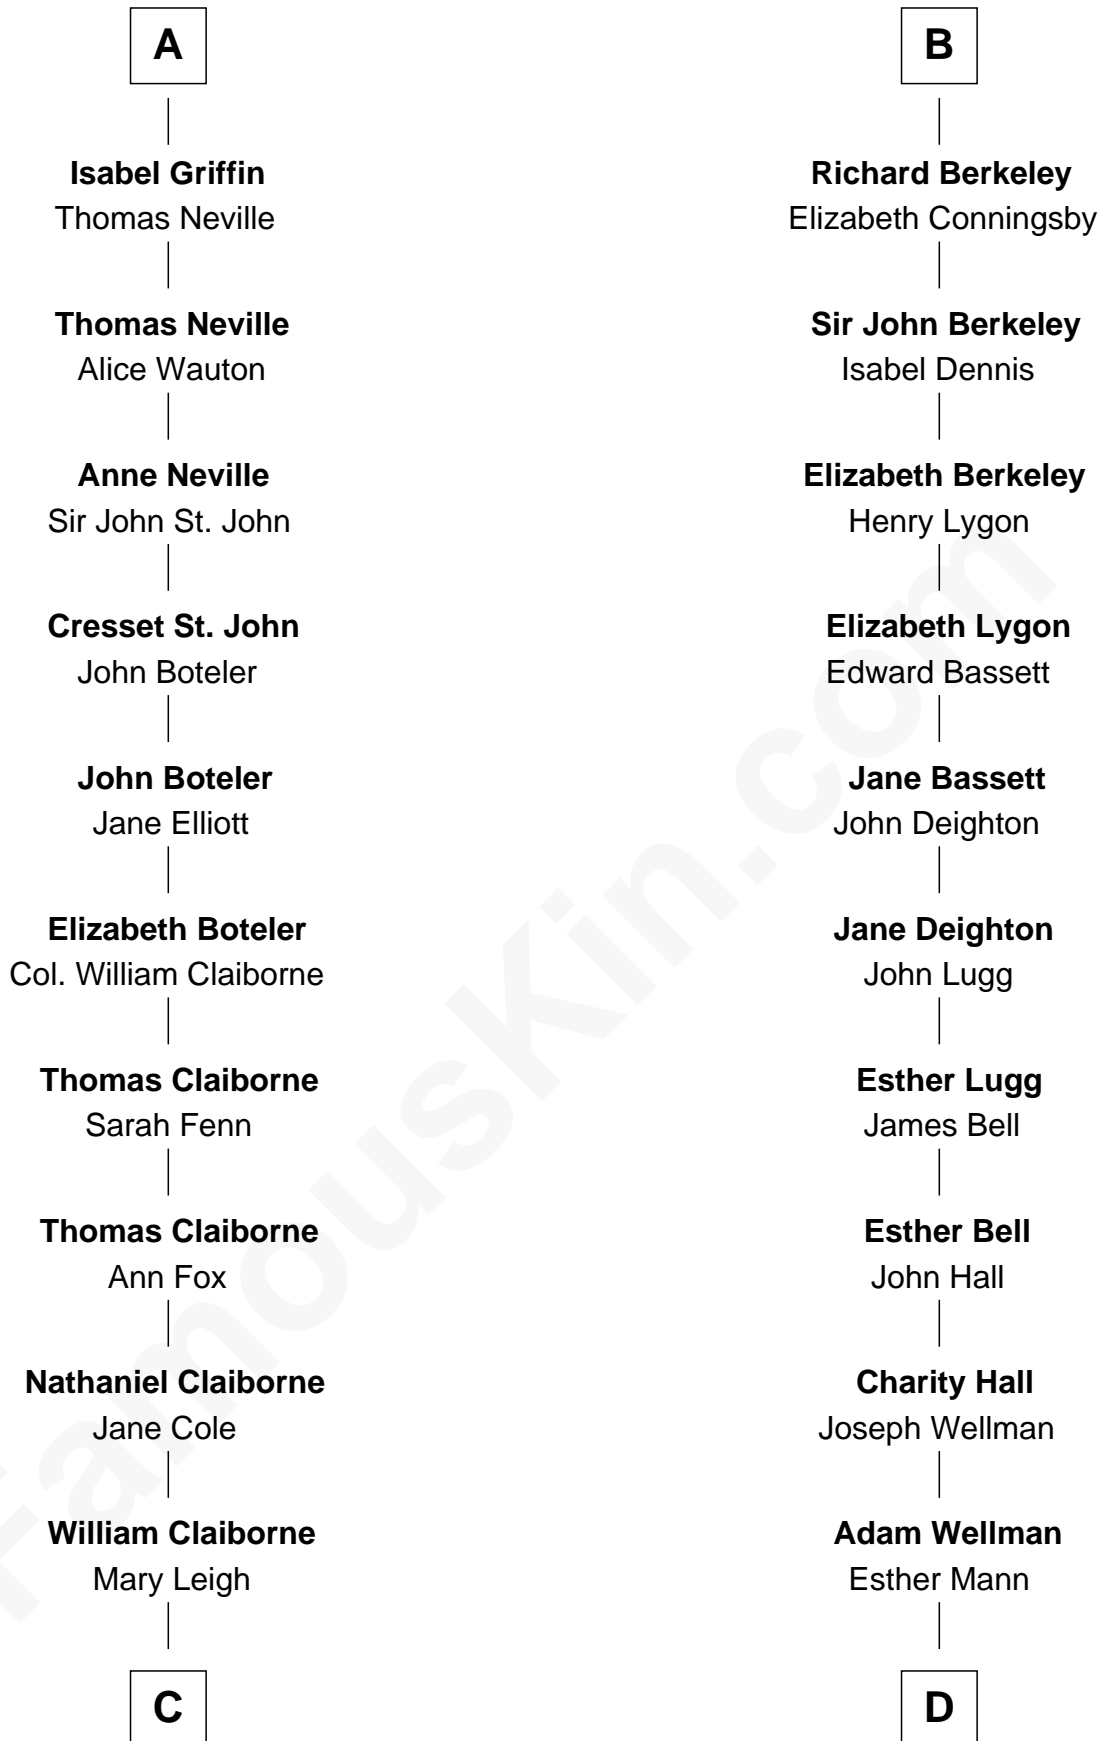 A
Isabel Griffin
Thomas Neville
Thomas Neville
Alice Wauton
Anne Neville
Sir John St. John
Cresset St. John
John Boteler
John Boteler
Jane Elliott
Elizabeth Boteler
Col. William Claiborne
Thomas Claiborne
Sarah Fenn
Thomas Claiborne
Ann Fox
Nathaniel Claiborne
Jane Cole
William Claiborne
Mary Leigh
C
B
Richard Berkeley
Elizabeth Conningsby
Sir John Berkeley
Isabel Dennis
Elizabeth Berkeley
Henry Lygon
Elizabeth Lygon
Edward Bassett
Jane Bassett
John Deighton
Jane Deighton
John Lugg
Esther Lugg
James Bell
Esther Bell
John Hall
Charity Hall
Joseph Wellman
Adam Wellman
Esther Mann
D
FamousKin.com